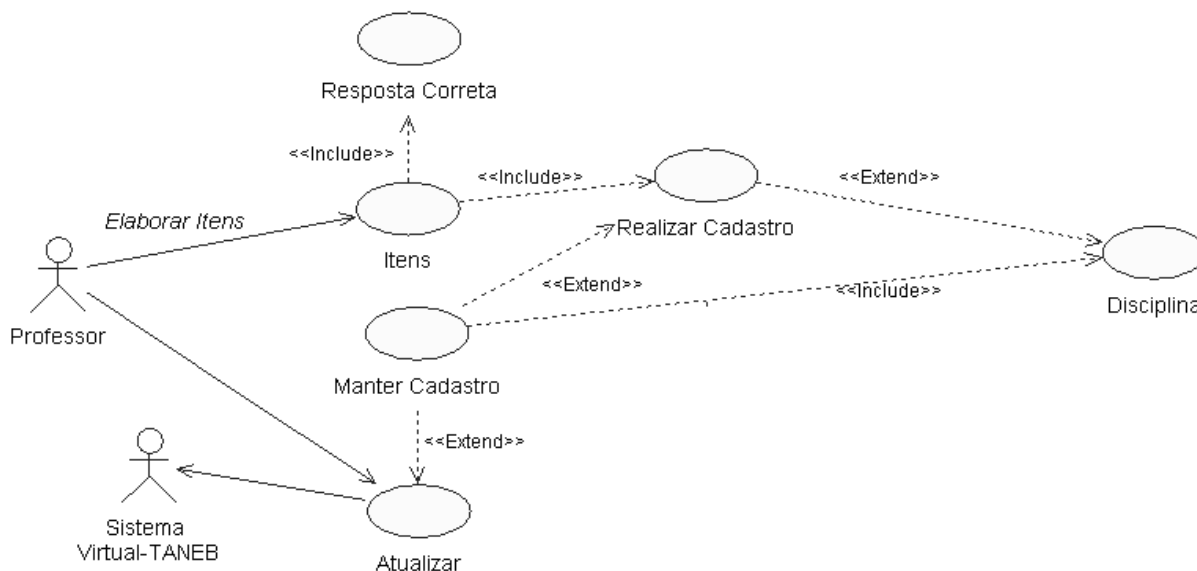 Resposta Correta
<<Include>>
<<Include>>
<<Extend>>
Elaborar Itens
Realizar Cadastro
Itens
<<Extend>>
<<Include>>
Disciplina
Professor
Manter Cadastro
<<Extend>>
Sistema
Virtual-TANEB
Atualizar